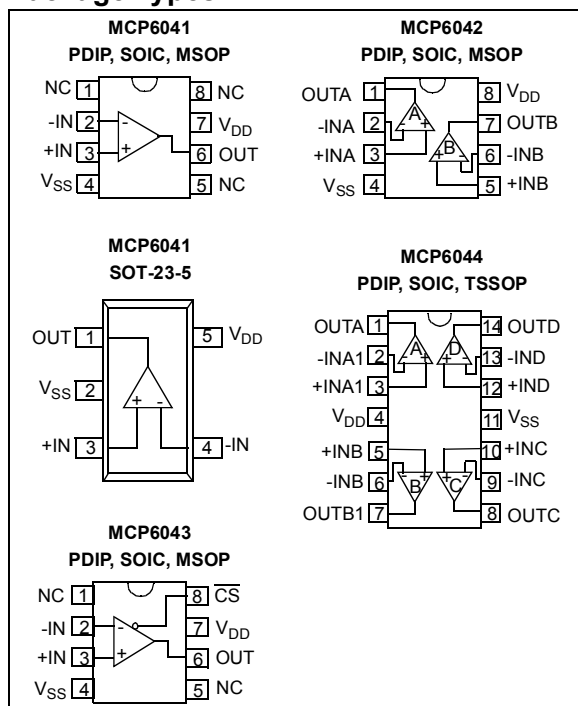 MCP6041
PDIP, SOIC, MSOP
NC 1
8 NC
-IN 2
-
7 VDD
+IN 3
+
6 OUT
VSS 4
5 NC
MCP6042
PDIP, SOIC, MSOP
OUTA 1
8 VDD
A
-INA 2
- +
7 OUTB
+INA 3
B
6 -INB
+ -
VSS 4
5 +INB
MCP6041
SOT-23-5
OUT 1
5 VDD
VSS 2
+ -
+IN 3
4 -IN
MCP6044
PDIP, SOIC, TSSOP
OUTA 1
14 OUTD
A D
-INA1 2
- + + -
13 -IND
+INA1 3
12 +IND
VDD 4
11 VSS
+INB 5
10 +INC
-INB 6
- + + -
9 -INC
B C
OUTB1 7
8 OUTC
MCP6043
PDIP, SOIC, MSOP
NC 1
8 CS
-IN 2
-
7 VDD
+IN 3
+
6 OUT
VSS 4
5 NC